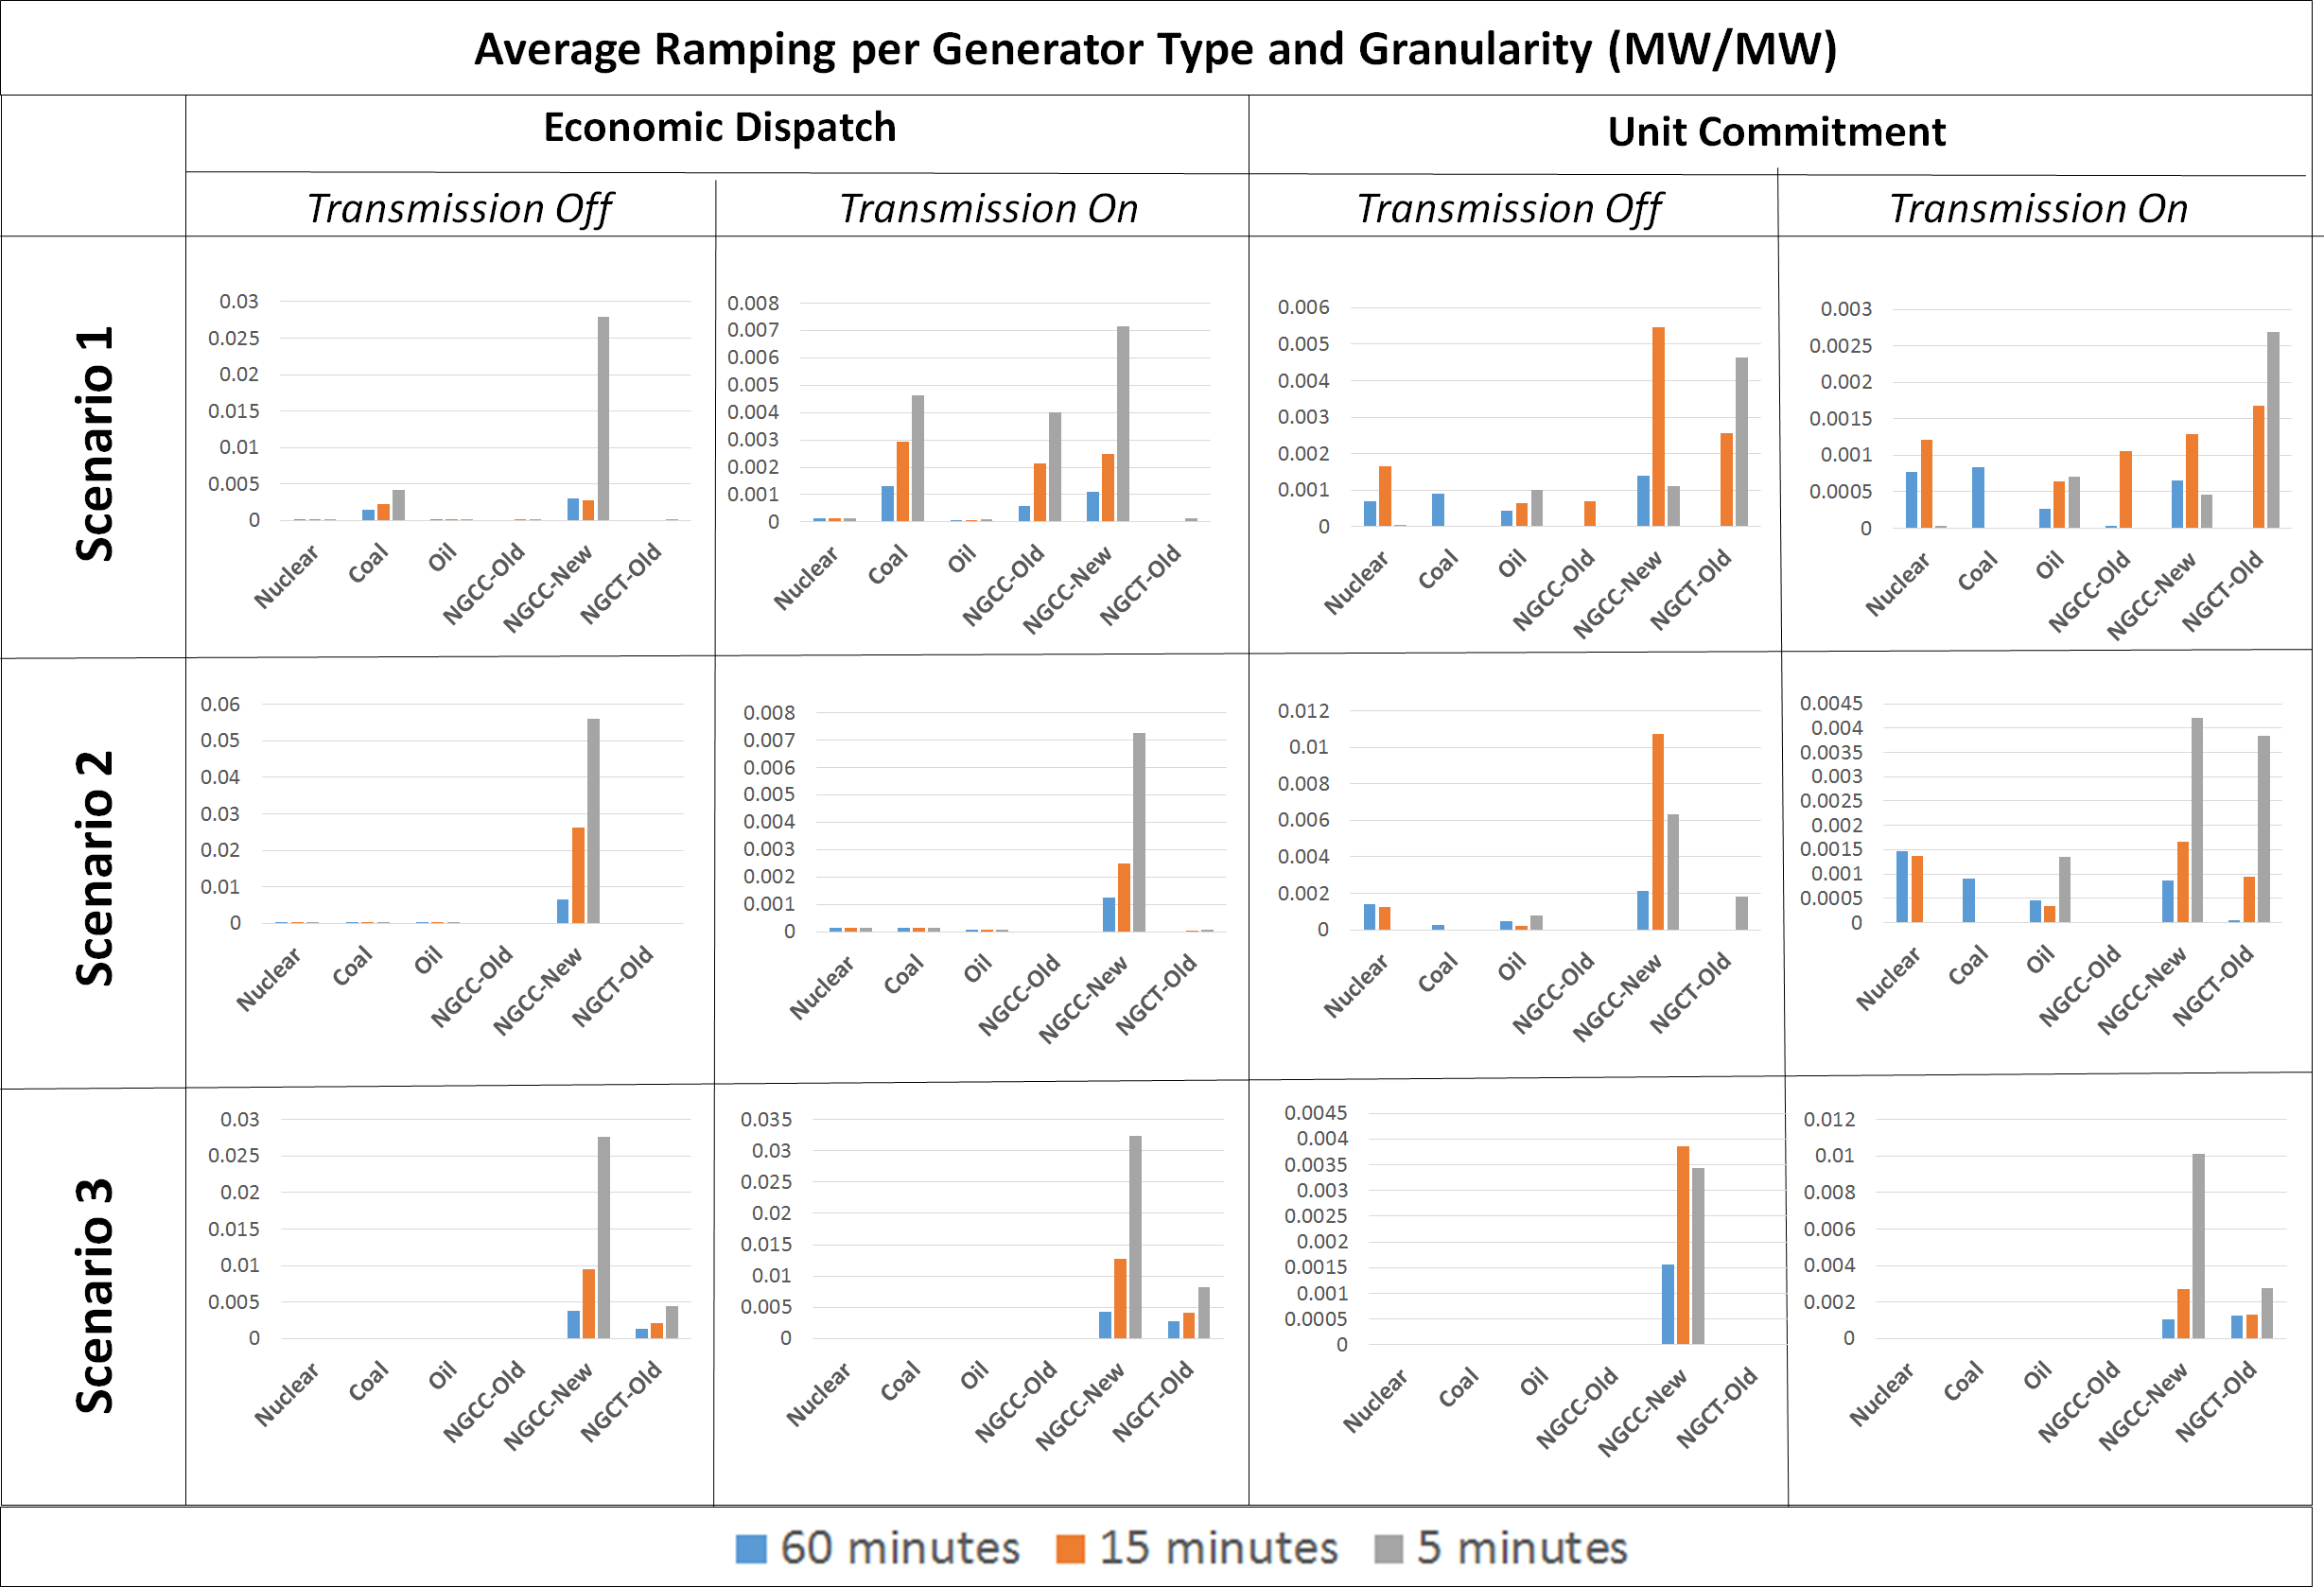 Average Ramping per Generator Type and Granularity (MW/MW)
Economic Dispatch
Unit Commitment
Transmission Off
Transmission On
Transmission Off
Transmission On
Scenario 1
0.03
0.025
0.02
0.015
0.01
0.005
0
Nuclear
Coal
Oil
NGCC-Old
NGCC-New
NGCT-Old
0.008
0.007
0.006
0.005
0.004
0.003
0.002
0.001
0
Nuclear
Coal
Oil
NGCC-Old
NGCC-New
NGCT-Old
0.006
0.005
0.004
0.003
0.002
0.001
0
Nuclear
Coal
Oil
NGCC-Old
NGCC-New
NGCT-Old
0.003
0.0025
0.002
0.0015
0.001
0.0005
0
Nuclear
Coal
Oil
NGCC-Old
NGCC-New
NGCT-Old
Scenario 2
0.06
0.05
0.04
0.03
0.02
0.01
0
Nuclear
Coal
Oil
NGCC-Old
NGCC-New
NGCT-Old
0.008
0.007
0.006
0.005
0.004
0.003
0.002
0.001
0
Nuclear
Coal
Oil
NGCC-Old
NGCC-New
NGCT-Old
0.012
0.01
0.008
0.006
0.004
0.002
0
Nuclear
Coal
Oil
NGCC-Old
NGCC-New
NGCT-Old
0.0045
0.004
0.0035
0.003
0.0025
0.002
0.0015
0.001
0.0005
0
Nuclear
Coal
Oil
NGCC-Old
NGCC-New
NGCT-Old
Scenario 3
0.03
0.025
0.02
0.015
0.01
0.005
0
Nuclear
Coal
Oil
NGCC-Old
NGCC-New
NGCT-Old
0.035
0.03
0.025
0.02
0.015
0.01
0.005
0
Nuclear
Coal
Oil
NGCC-Old
NGCC-New
NGCT-Old
0.0045
0.004
0.0035
0.003
0.0025
0.002
0.0015
0.001
0.0005
0
Nuclear
Coal
Oil
NGCC-Old
NGCC-New
NGCT-Old
0.012
0.01
0.008
0.006
0.004
0.002
0
Nuclear
Coal
Oil
NGCC-Old
NGCC-New
NGCT-Old
60 minutes 15 minutes 5 minutes